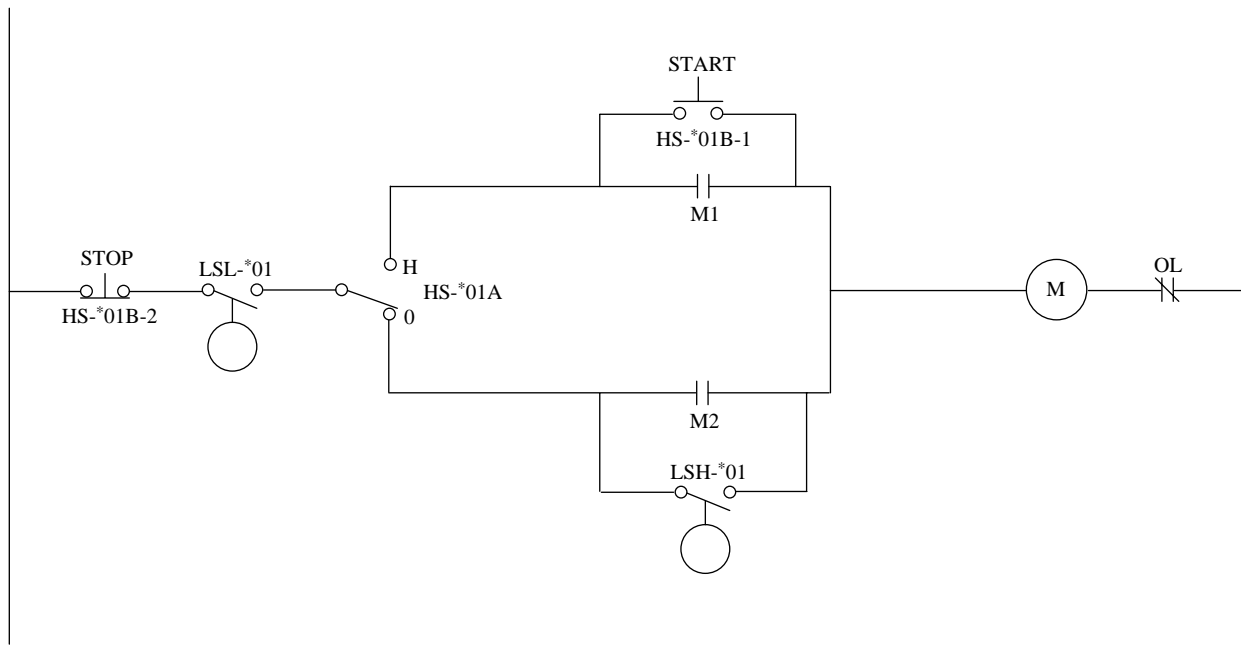 START
HS-*01B-1
M1
STOP
HS-*01B-2
LSL-*01
H
HS-*01A
0
M
OL
M2
LSH-*01